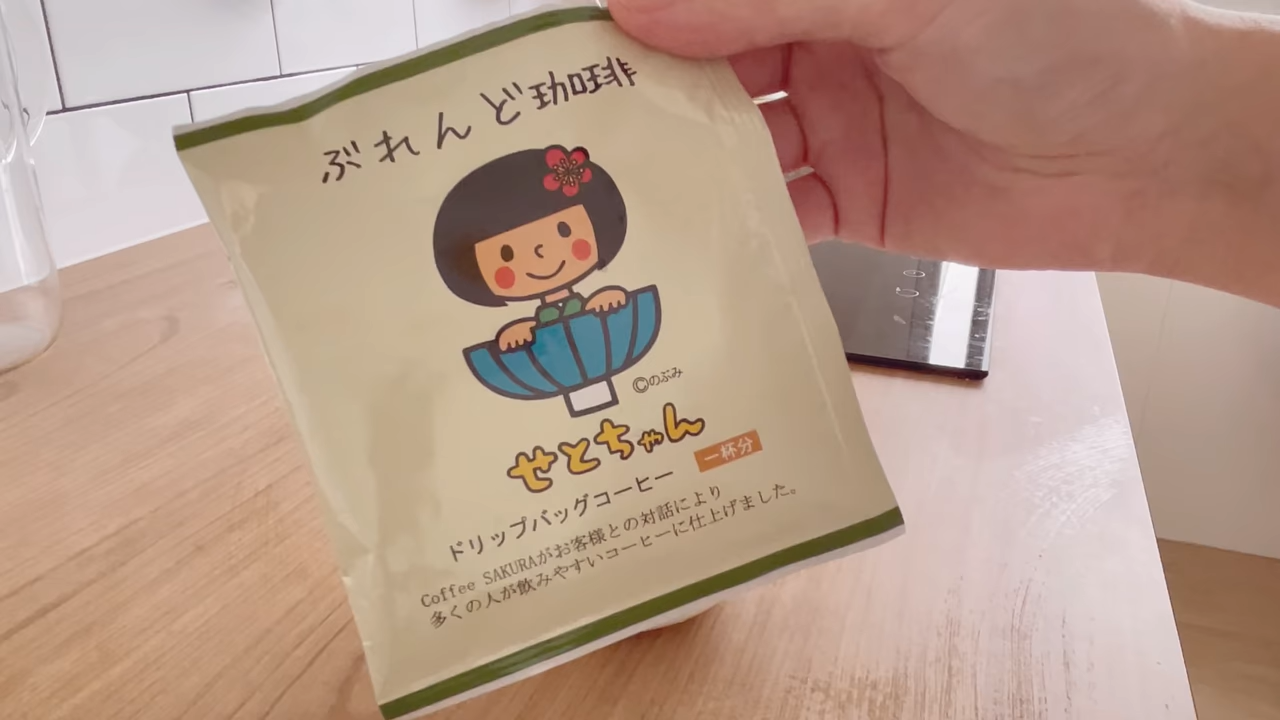 ぶれんど珈琲
©のぶみ
せとちゃん
一杯分
ドリップバッグコーヒー
Coffee SAKURAがお客様との対話により
多くの人が飲みやすいコーヒーに仕上げました。